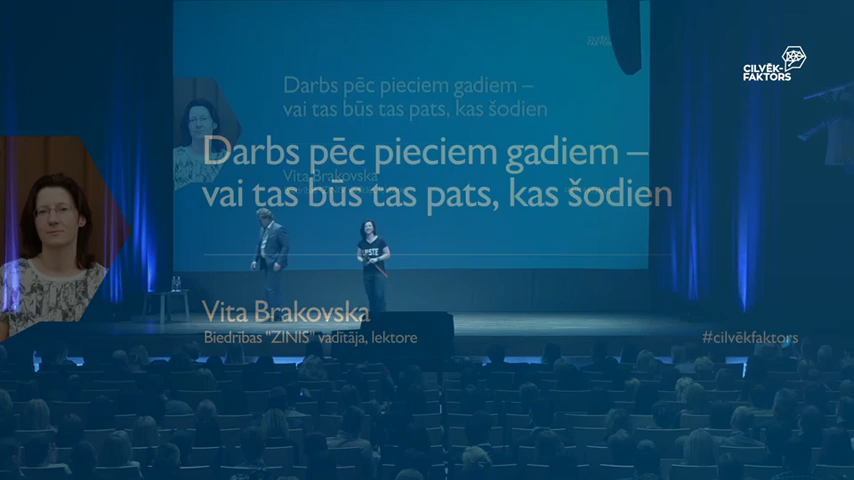 CILVĒK-
FAKTORS
Darbs pēc pieciem gadiem –
vai tas būs tas pats, kas šodien
Darbs pēc pieciem gadiem –
vai tas būs tas pats, kas šodien
Vita Brakovska
Vita Brakovska
Biedrības "ZINIS" vadītāja, lektore
#cilvēkfaktors